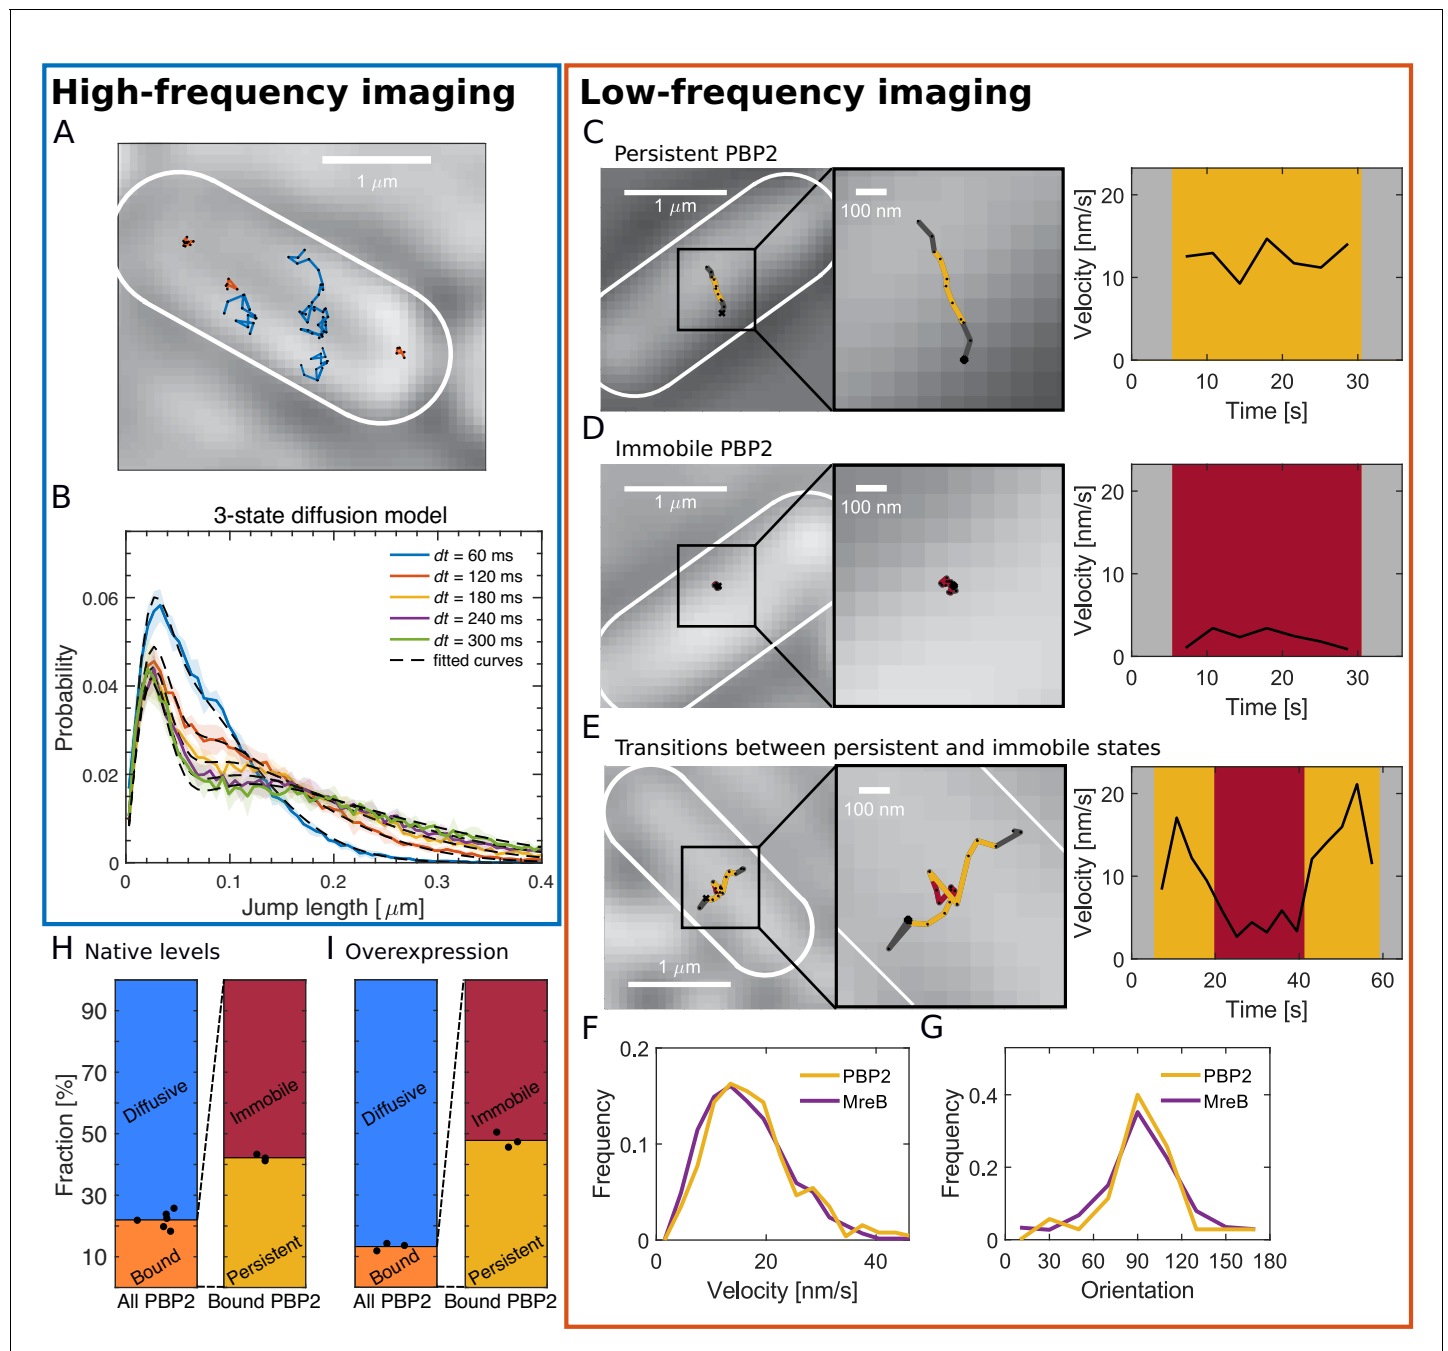 High-frequency imaging
A
1 μm
B
3-state diffusion model
dt = 60 ms
dt = 120 ms
dt = 180 ms
dt = 240 ms
dt = 300 ms
fitted curves
Probability
0.06
0.04
0.02
0
0 0.1 0.2 0.3 0.4
Jump length [μm]
Low-frequency imaging
C
Persistent PBP2
1 μm
100 nm
Velocity [nm/s]
20
10
0
0 10 20 30
Time [s]
D
Immobile PBP2
1 μm
100 nm
Velocity [nm/s]
20
10
0
0 10 20 30
Time [s]
E
Transitions between persistent and immobile states
1 μm
100 nm
Velocity [nm/s]
20
10
0
0 20 40 60
Time [s]
F
PBP2
MreB
Frequency
0.2
0.1
0
0 20 40
Velocity [nm/s]
G
PBP2
MreB
Frequency
0.4
0.2
0
0 30 60 90 120 150 180
Orientation
H Native levels
Fraction [%]
90
70
50
30
10
Diffusive
Bound
Immobile
Persistent
All PBP2 Bound PBP2
I Overexpression
Diffusive
Bound
Immobile
Persistent
All PBP2 Bound PBP2